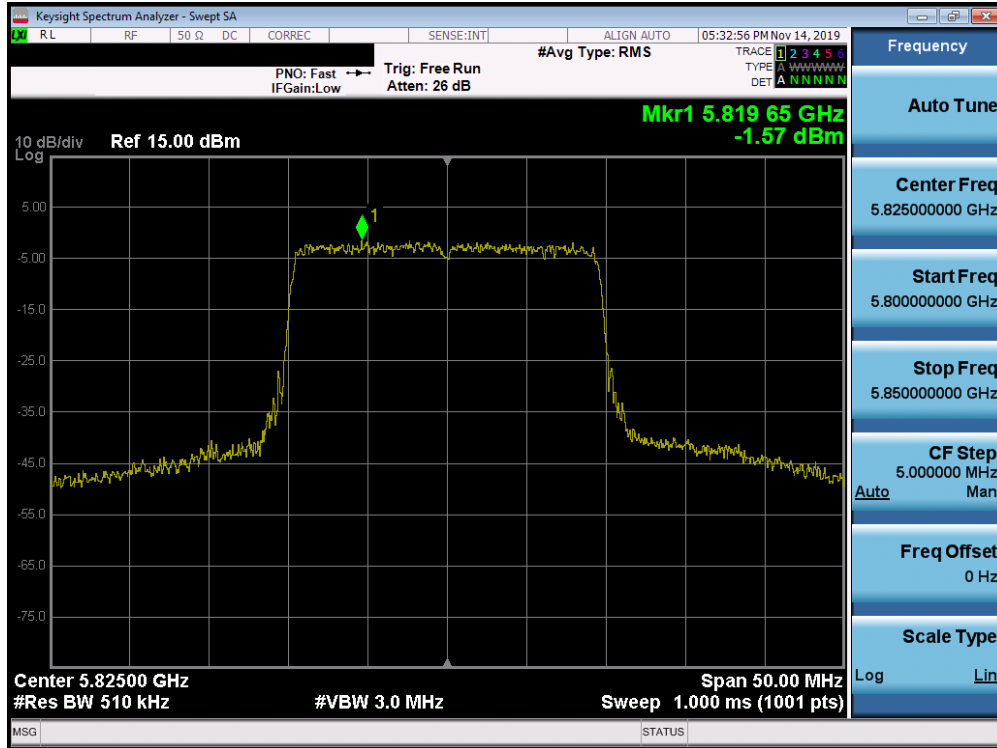 Keysight Spectrum Analyzer - Swept SA
LXI RL RF 50 Ω DC CORREC SENSE:INT ALIGN AUTO 05:32:56 PM Nov 14, 2019
#Avg Type: RMS TRACE 1 2 3 4 5 6
PNO: Fast Trig: Free Run TYPE A WWWWW
IFGain:Low Atten: 26 dB DET A N N N N N
Mkr1 5.819 65 GHz
-1.57 dBm
10 dB/div Ref 15.00 dBm
Log
5.00
1
-5.00
-15.0
-25.0
-35.0
-45.0
-55.0
-65.0
-75.0
Center 5.82500 GHz Span 50.00 MHz
#Res BW 510 kHz #VBW 3.0 MHz Sweep 1.000 ms (1001 pts)
MSG STATUS
Frequency
Auto Tune
Center Freq
5.825000000 GHz
Start Freq
5.800000000 GHz
Stop Freq
5.850000000 GHz
CF Step
5.000000 MHz
Auto Man
Freq Offset
0 Hz
Scale Type
Log Lin